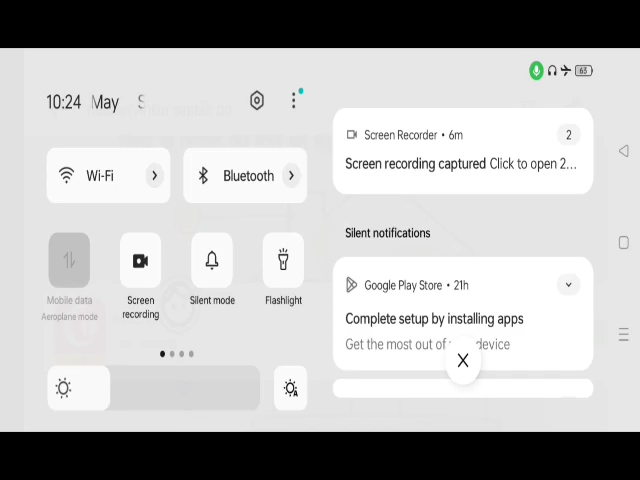 63
10:24 May S
Screen Recorder • 6m
2
Screen recording captured Click to open 2...
Wi-Fi
Bluetooth
Silent notifications
Google Play Store • 21h
Mobile data
Aeroplane mode
Screen
recording
Silent mode
Flashlight
Complete setup by installing apps
Get the most out of device
A